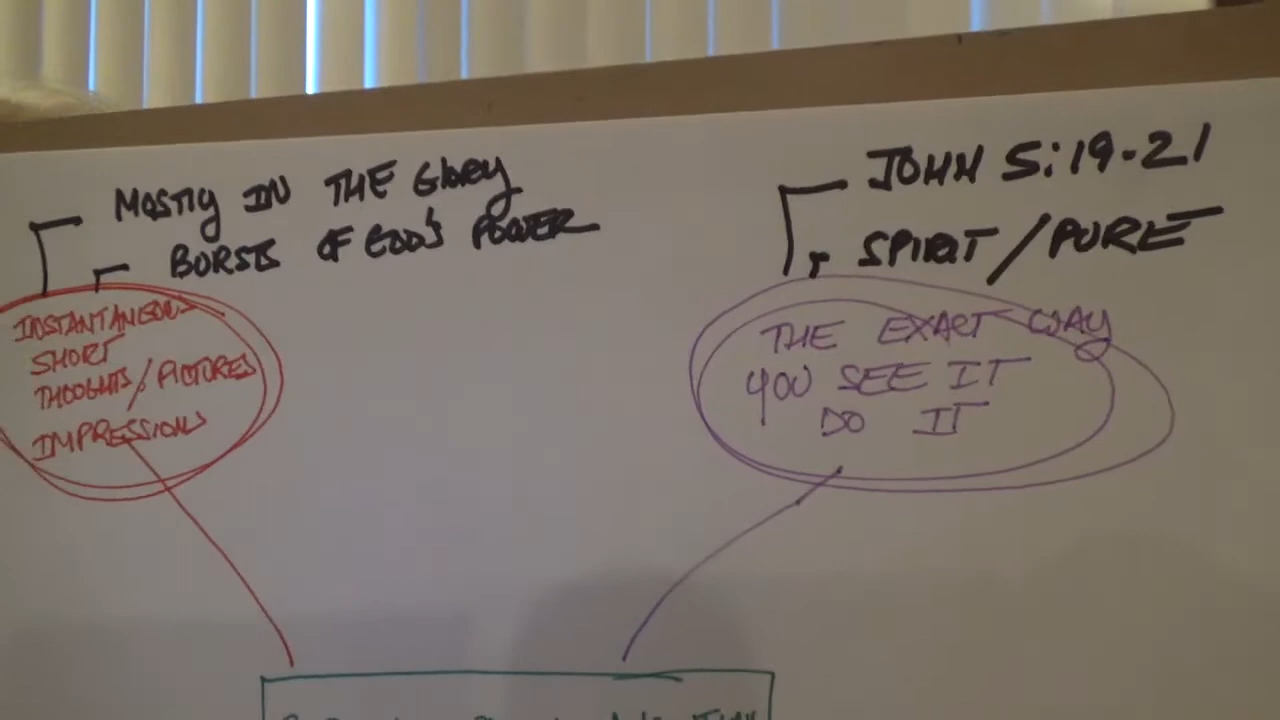 MOSTLY IN THE GLORY
BURSTS OF GOD'S POWER
INSTANTANEOUS
SHORT
THOUGHTS/PICTURES
IMPRESSIONS
JOHN 5:19-21
SPIRIT/PURE
THE EXACT WAY
YOU SEE IT
DO IT